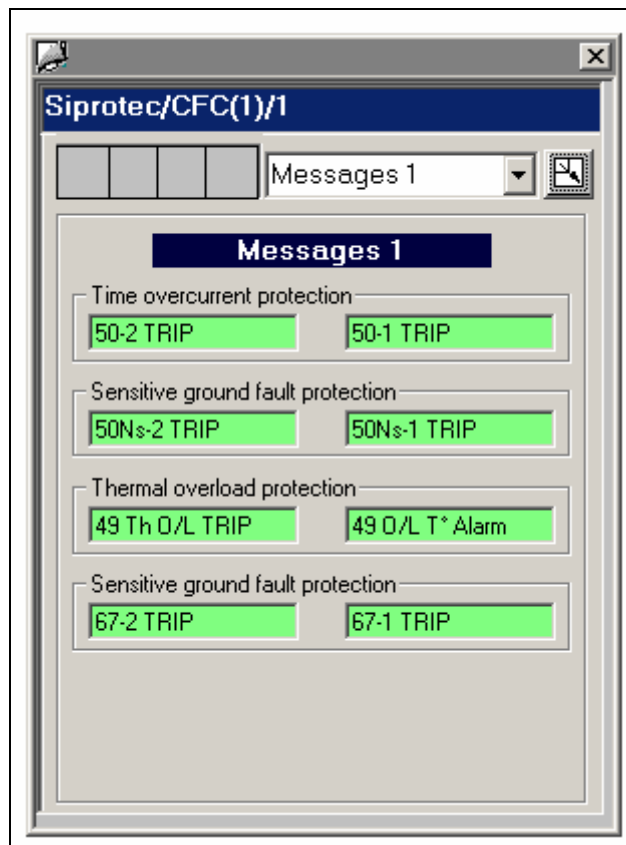 Siprotec/CFC(1)/1
Messages 1
Messages 1
Time overcurrent protection
50-2 TRIP 50-1 TRIP
Sensitive ground fault protection
50Ns-2 TRIP 50Ns-1 TRIP
Thermal overload protection
49 Th O/L TRIP 49 O/L T° Alarm
Sensitive ground fault protection
67-2 TRIP 67-1 TRIP